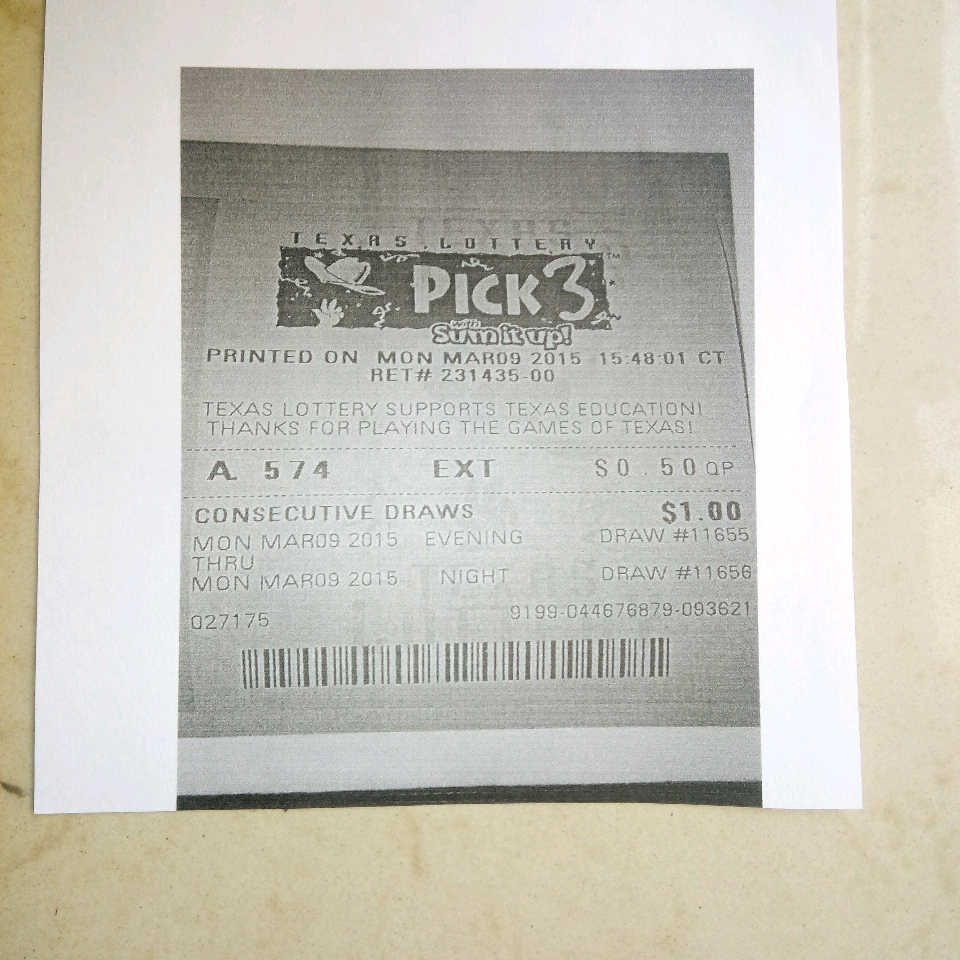 TEXAS LOTTERY
PICK 3™
with
Sum it up!
PRINTED ON MON MAR09 2015 15:48:01 CT
RET# 231435-00
TEXAS LOTTERY SUPPORTS TEXAS EDUCATION!
THANKS FOR PLAYING THE GAMES OF TEXAS!
A. 574 EXT $0.50 QP
CONSECUTIVE DRAWS $1.00
MON MAR09 2015 EVENING DRAW #11655
THRU
MON MAR09 2015 NIGHT DRAW #11656
027175 9199-044676879-093621